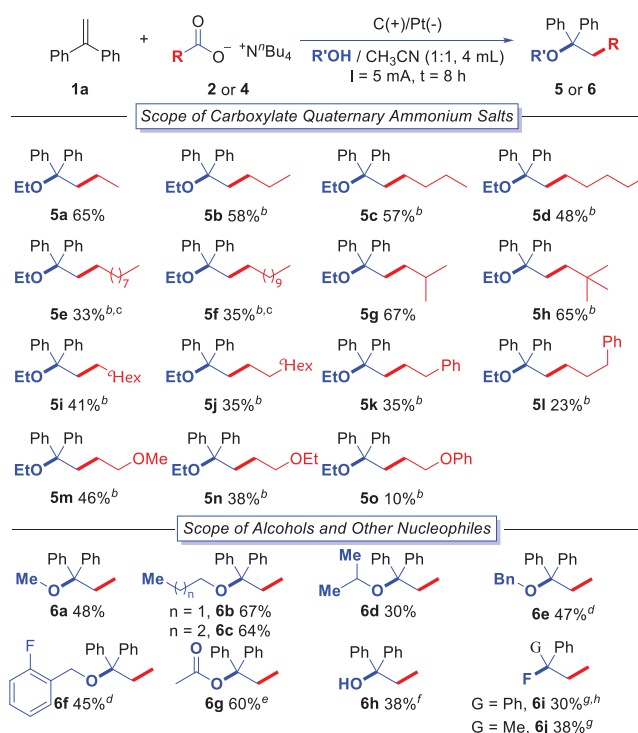 Ph Ph
1a
+
R O O⁻ ⁺NⁿBu₄
2 or 4
C(+)/Pt(-)
R'OH / CH₃CN (1:1, 4 mL)
I = 5 mA, t = 8 h
Ph Ph R'O R
5 or 6
Scope of Carboxylate Quaternary Ammonium Salts
Ph Ph Ph Ph Ph Ph Ph Ph
EtO EtO EtO EtO
5a 65% 5b 58%ᵇ 5c 57%ᵇ 5d 48%ᵇ
Ph Ph Ph Ph Ph Ph Ph Ph
EtO ( )₇ EtO ( )₉ EtO EtO
5e 33%ᵇ,ᶜ 5f 35%ᵇ,ᶜ 5g 67% 5h 65%ᵇ
Ph Ph Ph Ph Ph Ph Ph Ph Ph
EtO ᶜHex EtO ᶜHex EtO Ph EtO
5i 41%ᵇ 5j 35%ᵇ 5k 35%ᵇ 5l 23%ᵇ
Ph Ph Ph Ph Ph Ph
EtO OMe EtO OEt EtO OPh
5m 46%ᵇ 5n 38%ᵇ 5o 10%ᵇ
Scope of Alcohols and Other Nucleophiles
Ph Ph Ph Ph Me Ph Ph Ph Ph
Me O Me ( )n O Me O BnO
6a 48% n = 1, 6b 67% 6d 30% 6e 47%ᵈ
n = 2, 6c 64%
F Ph Ph O Ph Ph Ph Ph G Ph
O O HO F
6f 45%ᵈ 6g 60%ᵉ 6h 38%ᶠ G = Ph, 6i 30%ᵍ,ʰ
G = Me, 6j 38%ᵍ